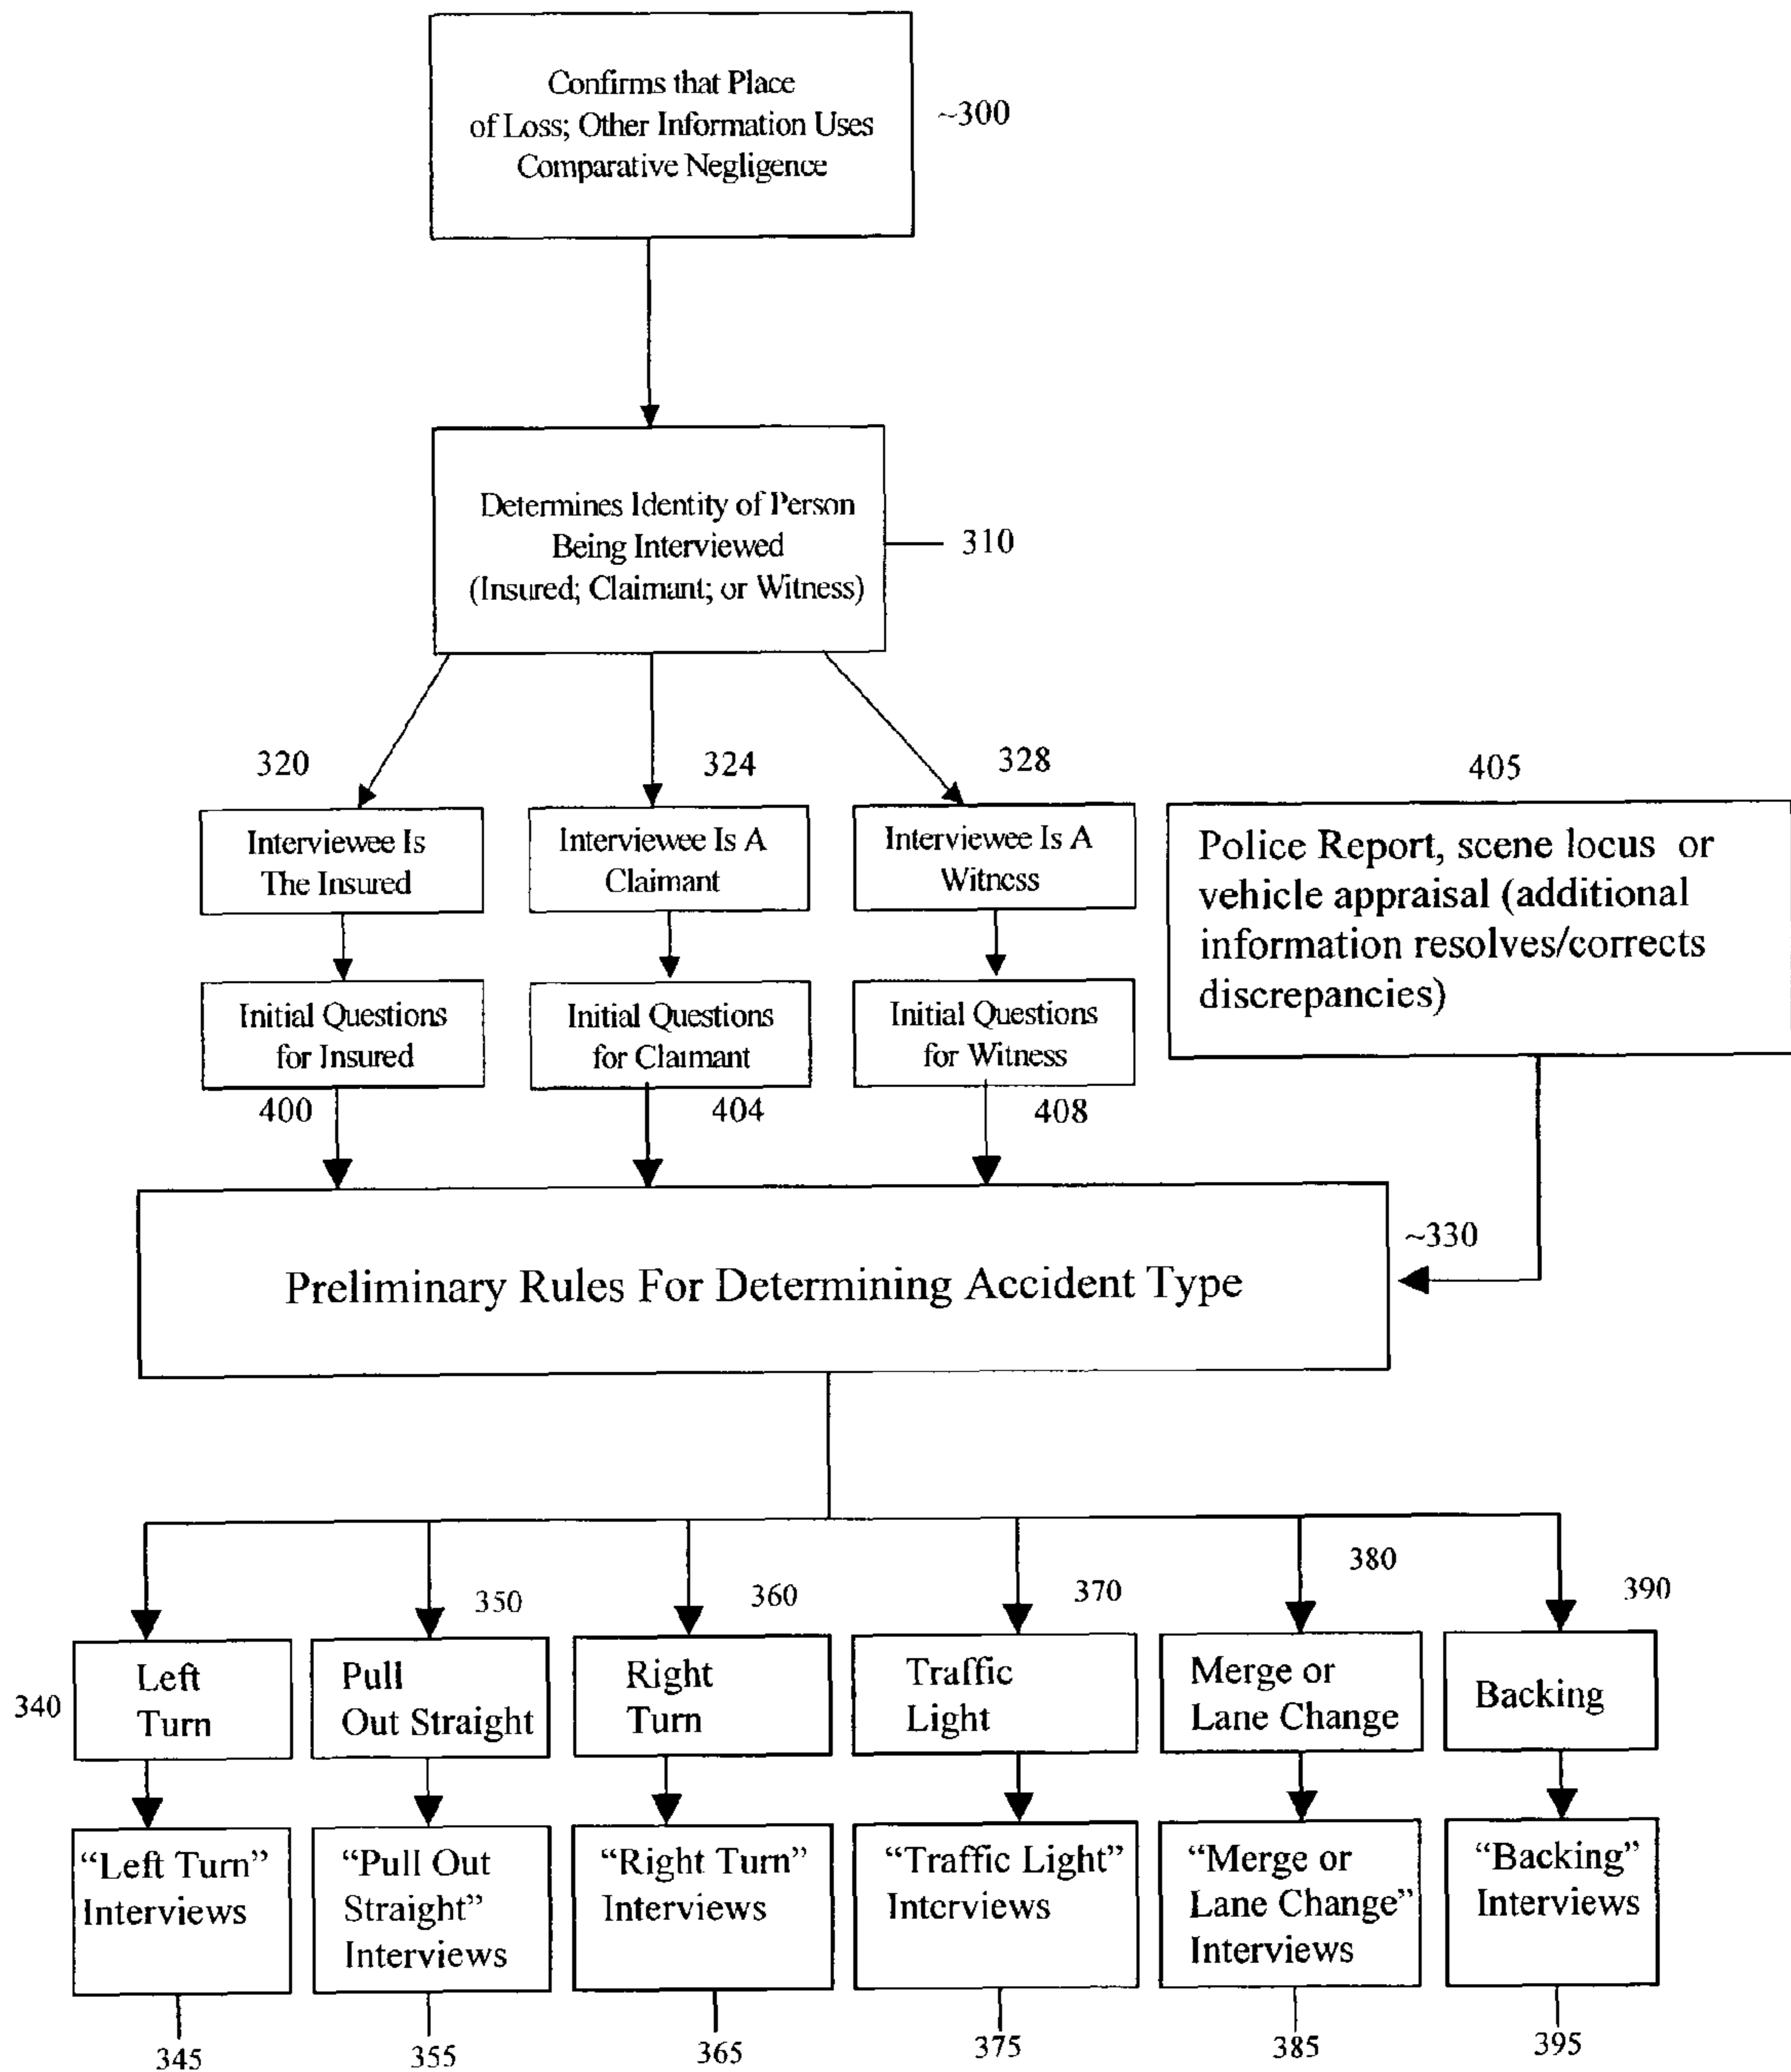 Confirms that Place
of Loss; Other Information Uses
Comparative Negligence
~300
Determines Identity of Person
Being Interviewed
(Insured; Claimant; or Witness)
310
320
324
328
405
Interviewee Is
The Insured
Interviewee Is A
Claimant
Interviewee Is A
Witness
Police Report, scene locus or
vehicle appraisal (additional
information resolves/corrects
discrepancies)
Initial Questions
for Insured
Initial Questions
for Claimant
Initial Questions
for Witness
400
404
408
~330
Preliminary Rules For Determining Accident Type
380
350
360
370
390
340
Left
Turn
Pull
Out Straight
Right
Turn
Traffic
Light
Merge or
Lane Change
Backing
“Left Turn”
Interviews
“Pull Out
Straight”
Interviews
“Right Turn”
Interviews
“Traffic Light”
Interviews
“Merge or
Lane Change”
Interviews
“Backing”
Interviews
345
355
365
375
385
395